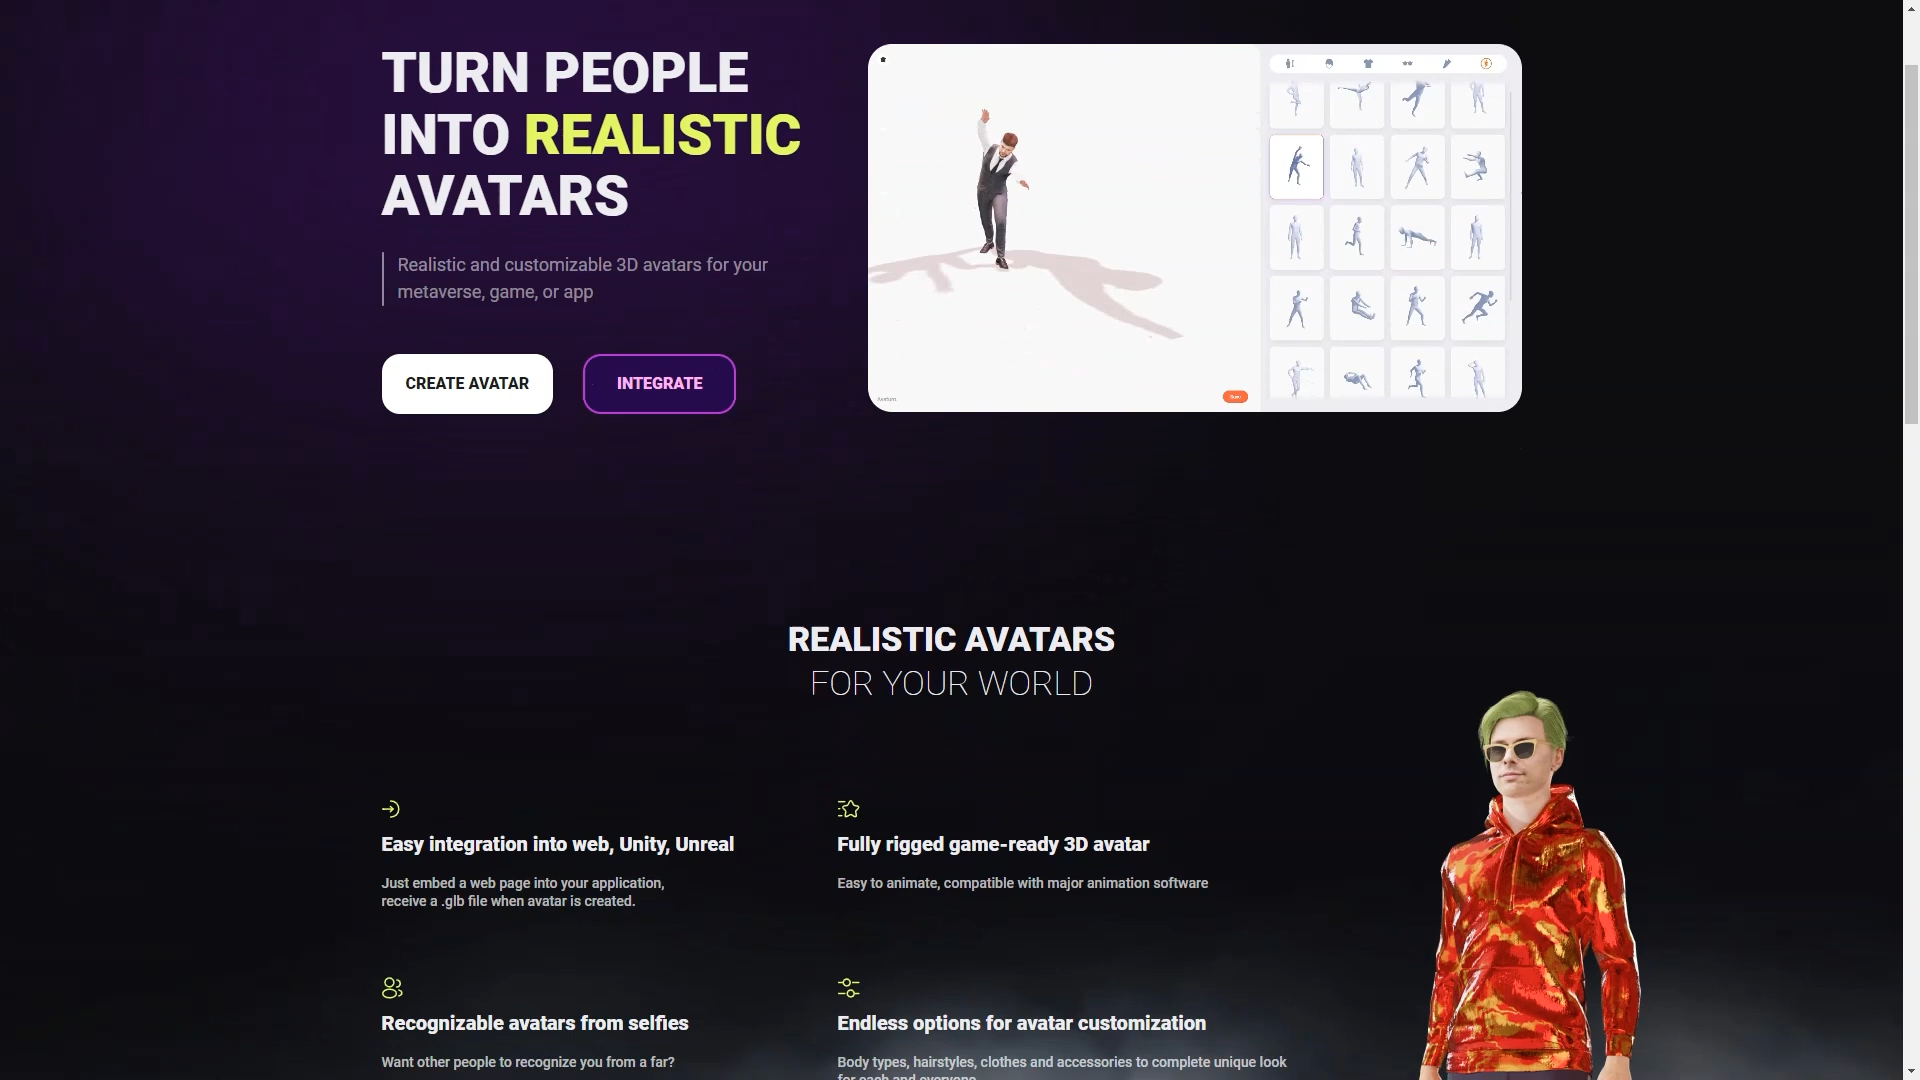 TURN PEOPLE
INTO REALISTIC
AVATARS
Realistic and customizable 3D avatars for your
metaverse, game, or app
CREATE AVATAR
INTEGRATE
REALISTIC AVATARS
FOR YOUR WORLD
Easy integration into web, Unity, Unreal
Just embed a web page into your application,
receive a .glb file when avatar is created.
Fully rigged game-ready 3D avatar
Easy to animate, compatible with major animation software
Recognizable avatars from selfies
Want other people to recognize you from a far?
Endless options for avatar customization
Body types, hairstyles, clothes and accessories to complete unique look
for each and everyone